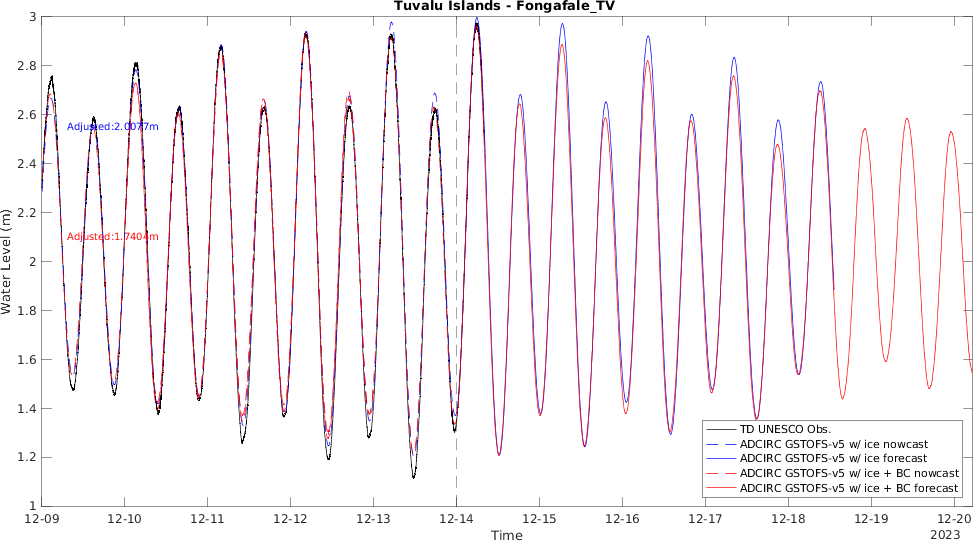 Tuvalu Islands - Fongafale_TV
3
2.8
2.6
2.4
2.2
2
1.8
1.6
1.4
1.2
1
Water Level (m)
Adjusted:2.0077m
Adjusted:1.7404m
TD UNESCO Obs.
ADCIRC GSTOFS-v5 w/ ice nowcast
ADCIRC GSTOFS-v5 w/ ice forecast
ADCIRC GSTOFS-v5 w/ ice + BC nowcast
ADCIRC GSTOFS-v5 w/ ice + BC forecast
12-09 12-10 12-11 12-12 12-13 12-14 12-15 12-16 12-17 12-18 12-19 12-20
Time
2023